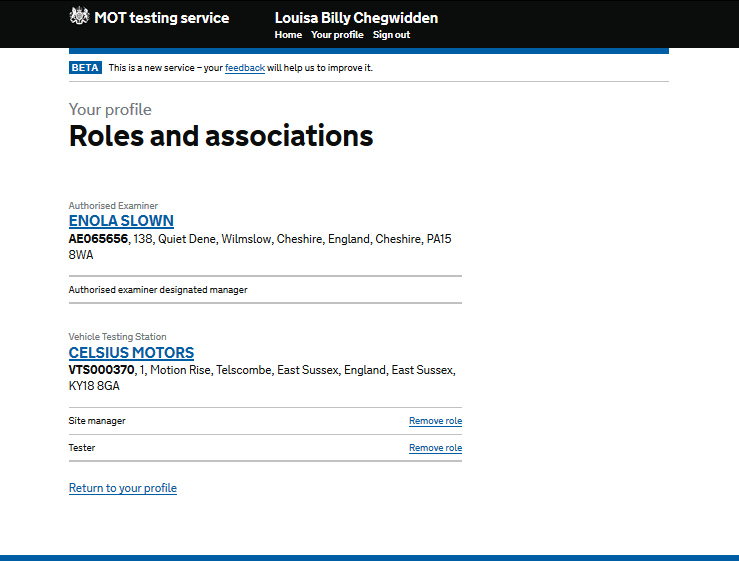 MOT testing service
Louisa Billy Chegwidden
Home Your profile Sign out
BETA This is a new service – your feedback will help us to improve it.
Your profile
Roles and associations
Authorised Examiner
ENOLA SLOWN
AE065656, 138, Quiet Dene, Wilmslow, Cheshire, England, Cheshire, PA15
8WA
Authorised examiner designated manager
Vehicle Testing Station
CELSIUS MOTORS
VTS000370, 1, Motion Rise, Telscombe, East Sussex, England, East Sussex,
KY18 8GA
Site manager Remove role
Tester Remove role
Return to your profile